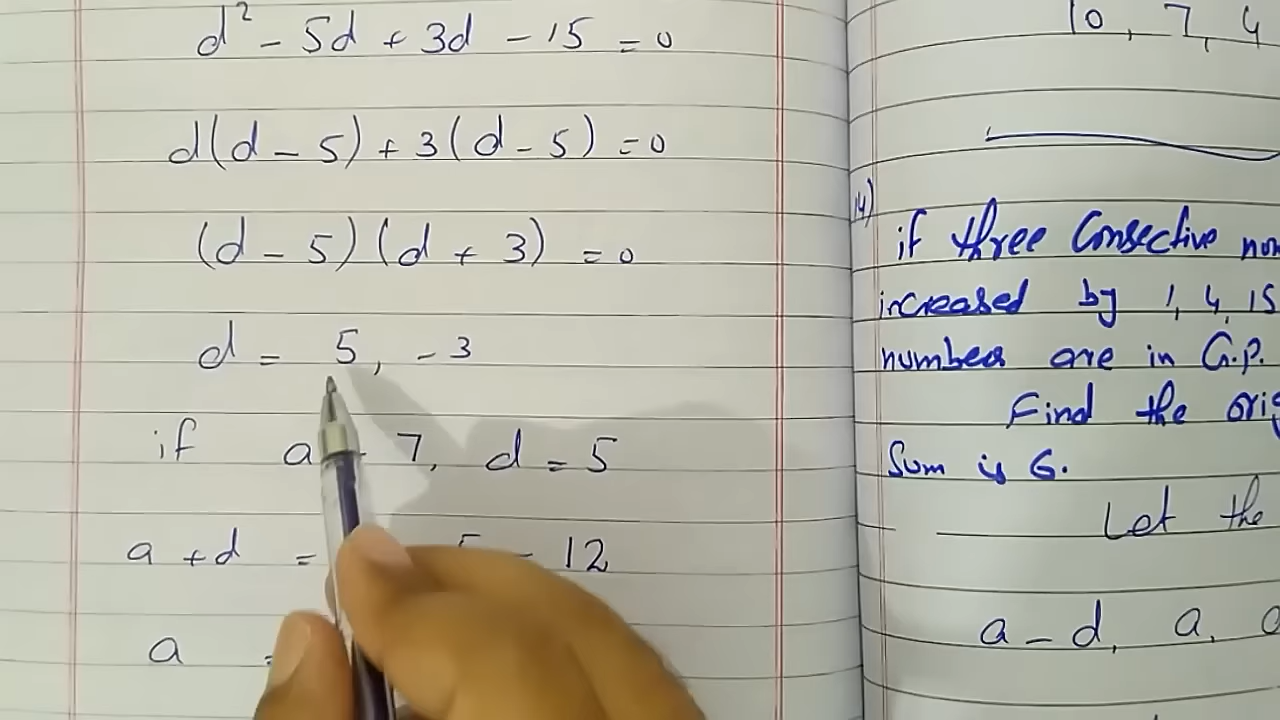 d² - 5d + 3d - 15 = 0
d(d - 5) + 3(d - 5) = 0
(d - 5)(d + 3) = 0
d = 5, -3
if a 7, d = 5
a + d = 12
a =
10, 7, 4
14)
if three Consective
increased by 1, 4, 15
numbers are in G.P.
Find the
Sum is 6.
Let the
a - d, a,